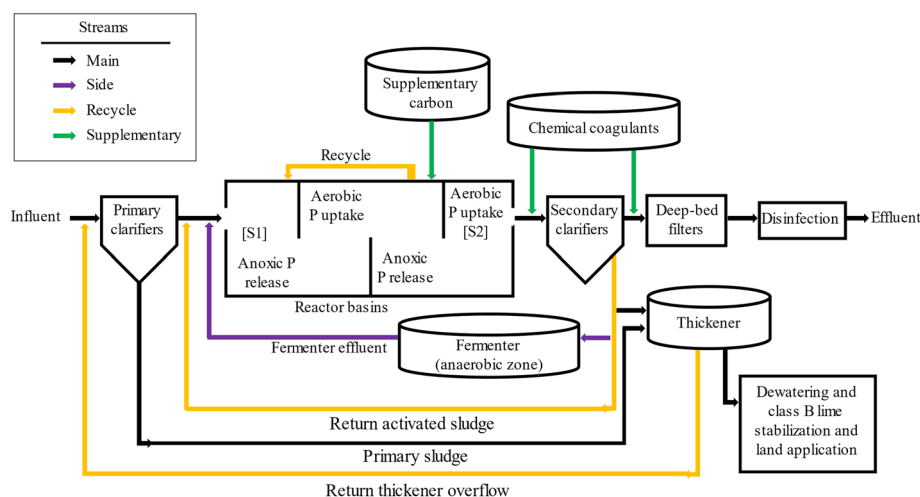 Streams
Main
Side
Recycle
Supplementary
Supplementary
carbon
Chemical coagulants
Recycle
Influent
Primary
clarifiers
[S1]
Anoxic P
release
Aerobic
P uptake
Anoxic
P release
Aerobic
P uptake
[S2]
Reactor basins
Secondary
clarifiers
Deep-bed
filters
Disinfection
Effluent
Fermenter effluent
Fermenter
(anaerobic zone)
Thickener
Return activated sludge
Primary sludge
Return thickener overflow
Dewatering and
class B lime
stabilization and
land application